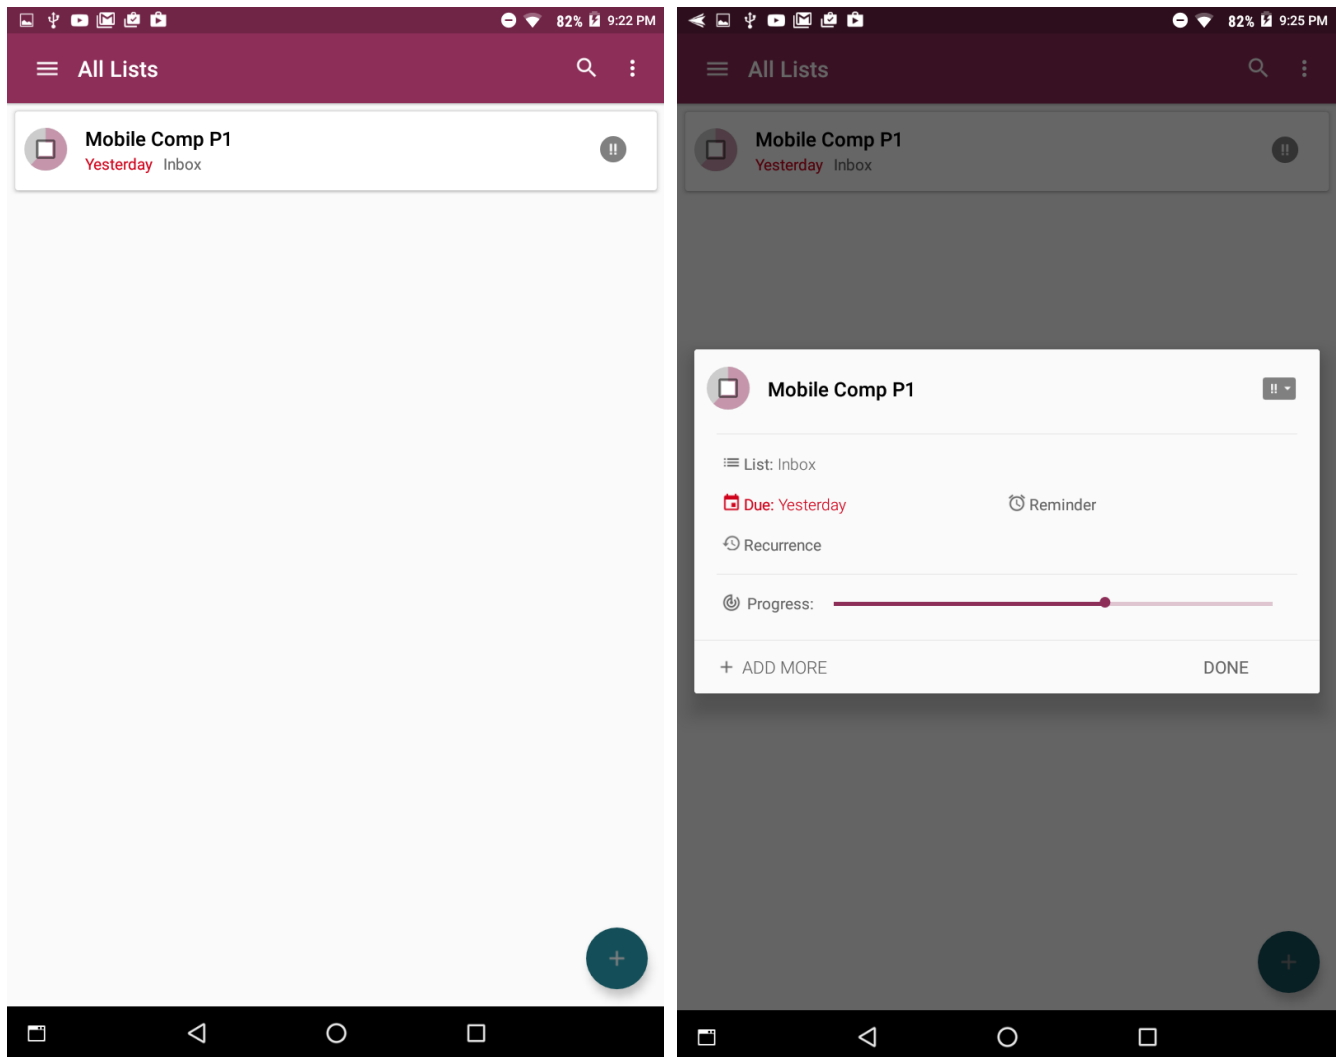 82% 9:22 PM
All Lists
Mobile Comp P1
Yesterday Inbox
!!
82% 9:25 PM
All Lists
Mobile Comp P1
Yesterday Inbox
!!
Mobile Comp P1
!!
List: Inbox
Due: Yesterday Reminder
Recurrence
Progress:
+ ADD MORE DONE